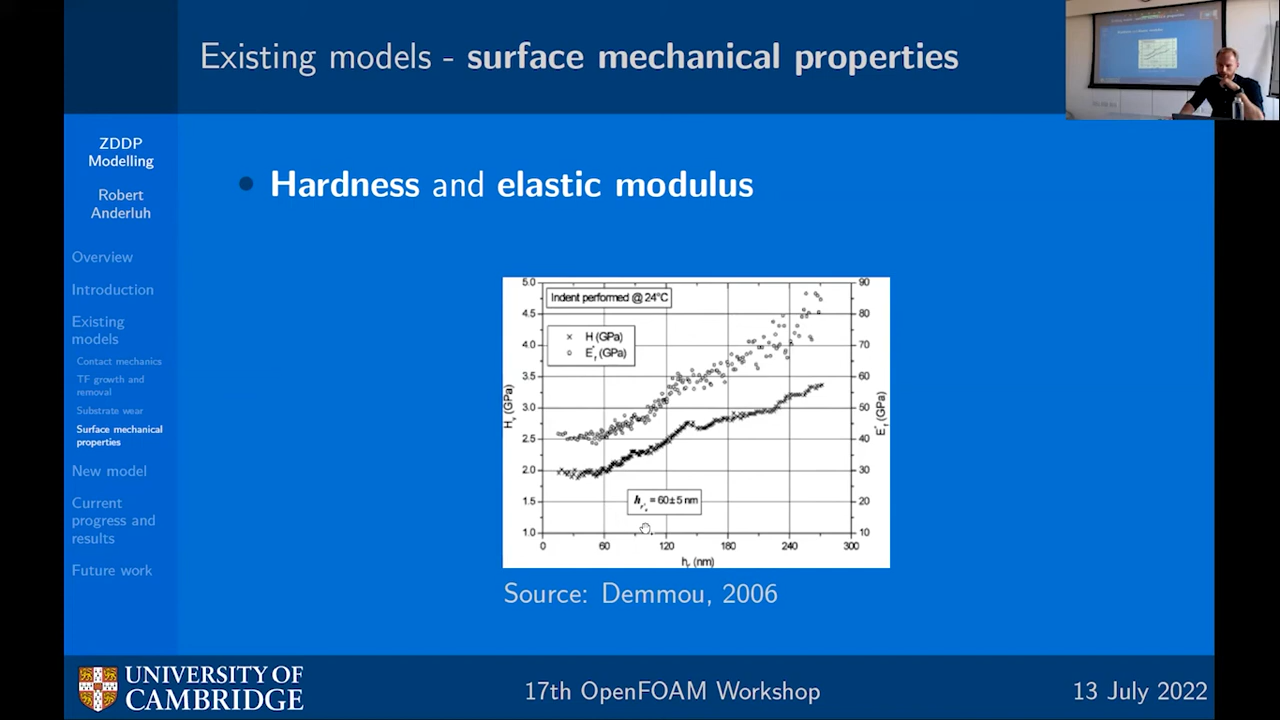 Existing models - surface mechanical properties
ZDDP
Modelling
Robert
Anderluh
Overview
Introduction
Existing
models
Contact mechanics
TF growth and
removal
Substrate wear
Surface mechanical
properties
New model
Current
progress and
results
Future work
Hardness and elastic modulus
Indent performed @ 24°C
H (GPa)
E*f (GPa)
5.0
4.5
4.0
3.5
3.0
2.5
2.0
1.5
1.0
90
80
70
60
50
40
30
20
10
= 60±5 nm
0 60 120 180 240 300
hr (nm)
Source: Demmou, 2006
UNIVERSITY OF
CAMBRIDGE
17th OpenFOAM Workshop
13 July 2022